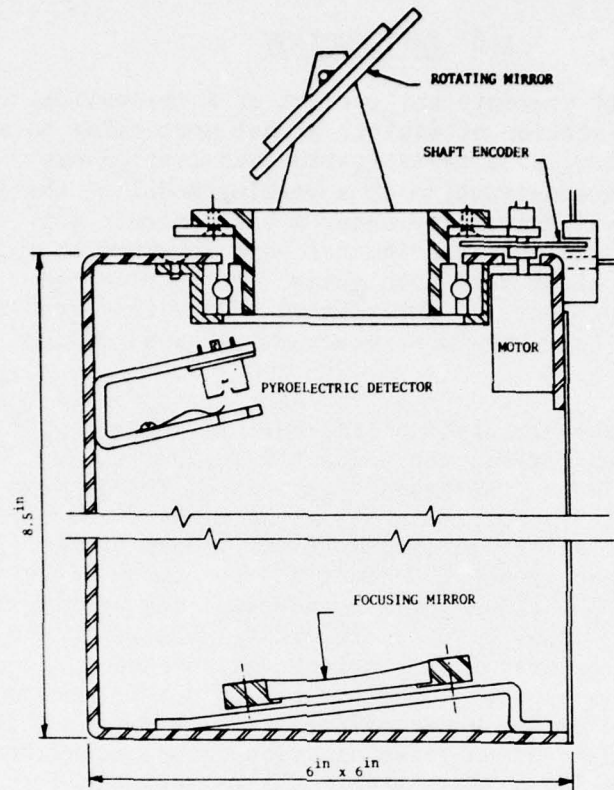 ROTATING MIRROR
SHAFT ENCODER
MOTOR
PYROELECTRIC DETECTOR
8.5in
FOCUSING MIRROR
6in x 6in